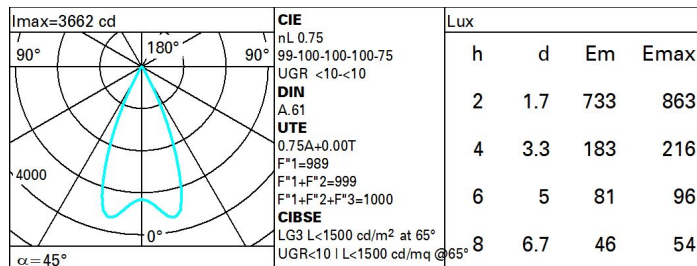 Imax=3662 cd
90° 180° 90°
4000
0°
α=45°
CIE
nL 0.75
99-100-100-100-75
UGR <10-<10
DIN
A.61
UTE
0.75A+0.00T
F"1=989
F"1+F"2=999
F"1+F"2+F"3=1000
CIBSE
LG3 L<1500 cd/m² at 65°
UGR<10 | L<1500 cd/mq @65°
Lux
h d Em Emax
2 1.7 733 863
4 3.3 183 216
6 5 81 96
8 6.7 46 54